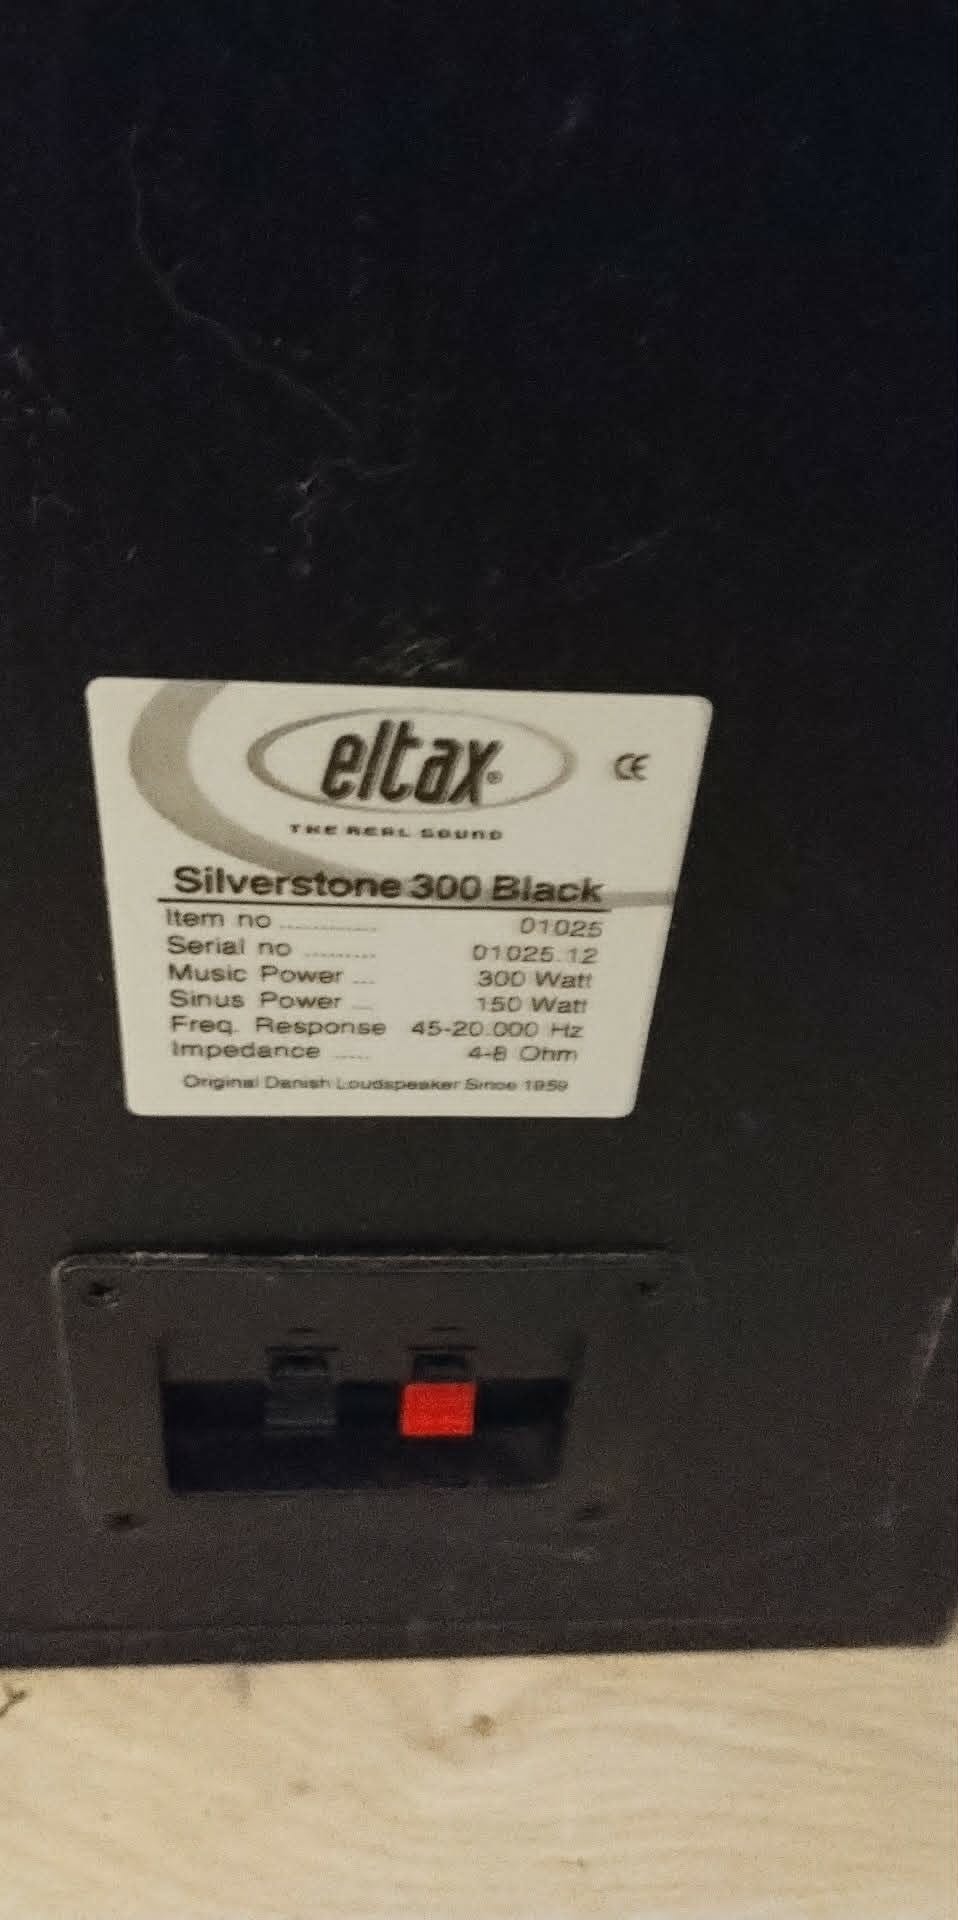 eltax®
CE
THE REAL SOUND
Silverstone 300 Black
Item no .............. 01025
Serial no .......... 01025.12
Music Power ... 300 Watt
Sinus Power ... 150 Watt
Freq. Response 45-20.000 Hz
Impedance ..... 4-8 Ohm
Original Danish Loudspeaker Since 1959